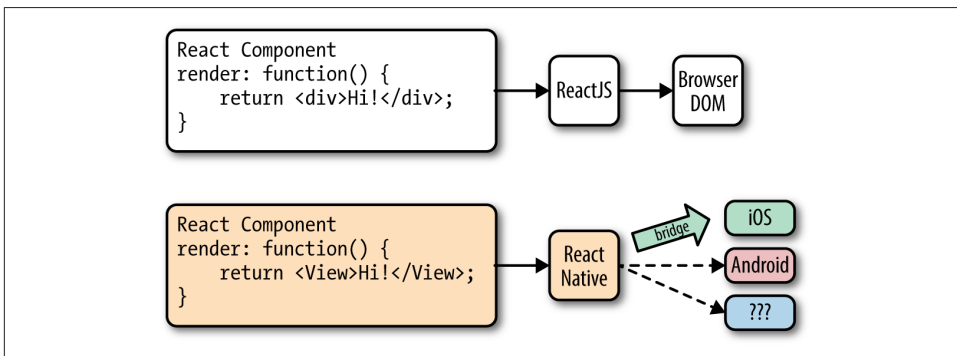 React Component
render: function() {
    return <div>Hi!</div>;
}
ReactJS
Browser
DOM
React Component
render: function() {
    return <View>Hi!</View>;
}
React
Native
bridge
iOS
Android
???